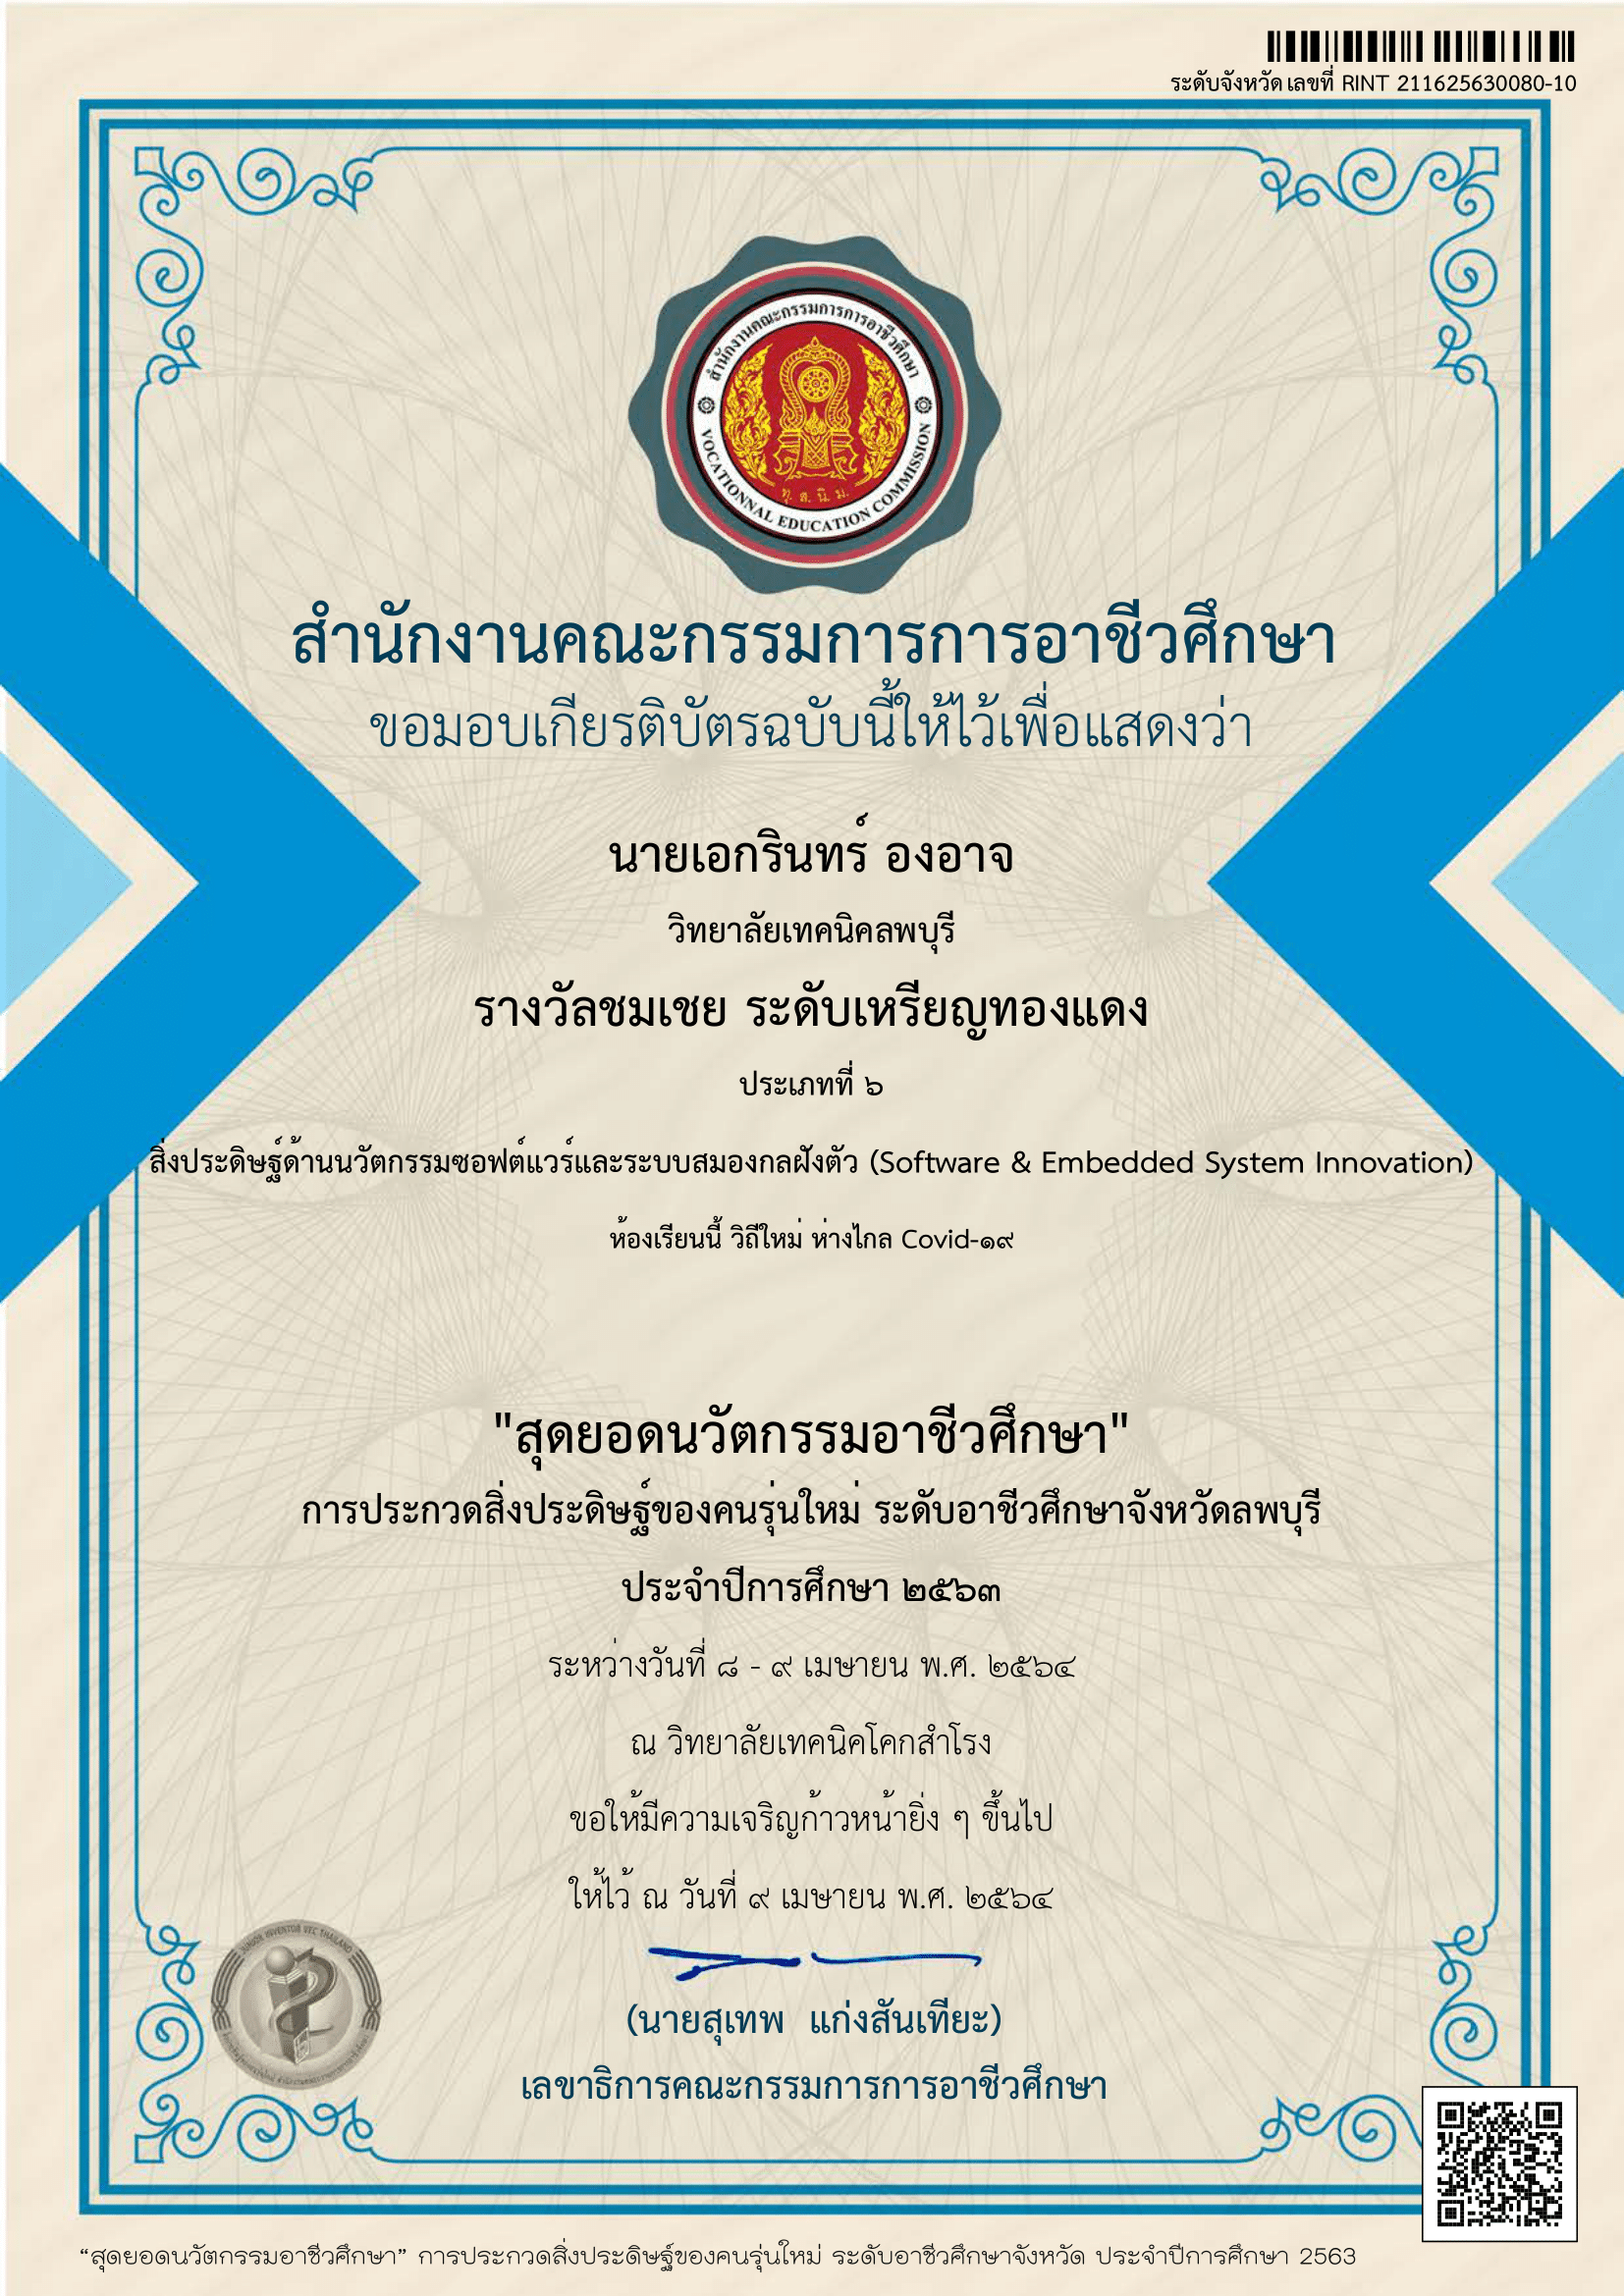 ระดับจังหวัด เลขที่ RINT 211625630080-10
สำนักงานคณะกรรมการการอาชีวศึกษา
VOCATIONNAL EDUCATION COMMISSION
ทุ. ส. นิ. ม.
สำนักงานคณะกรรมการการอาชีวศึกษา
ขอมอบเกียรติบัตรฉบับนี้ให้ไว้เพื่อแสดงว่า
นายเอกรินทร์ องอาจ
วิทยาลัยเทคนิคลพบุรี
รางวัลชมเชย ระดับเหรียญทองแดง
ประเภทที่ ๖
สิ่งประดิษฐ์ด้านนวัตกรรมซอฟต์แวร์และระบบสมองกลฝังตัว (Software & Embedded System Innovation)
ห้องเรียนนี้ วิถีใหม่ ห่างไกล Covid-๑๙
"สุดยอดนวัตกรรมอาชีวศึกษา"
การประกวดสิ่งประดิษฐ์ของคนรุ่นใหม่ ระดับอาชีวศึกษาจังหวัดลพบุรี
ประจำปีการศึกษา ๒๕๖๓
ระหว่างวันที่ ๘ - ๙ เมษายน พ.ศ. ๒๕๖๔
ณ วิทยาลัยเทคนิคโคกสำโรง
ขอให้มีความเจริญก้าวหน้ายิ่ง ๆ ขึ้นไป
ให้ไว้ ณ วันที่ ๙ เมษายน พ.ศ. ๒๕๖๔
JUNIOR INVENTOR VEC THAILAND
(นายสุเทพ แก่งสันเทียะ)
เลขาธิการคณะกรรมการการอาชีวศึกษา
“สุดยอดนวัตกรรมอาชีวศึกษา” การประกวดสิ่งประดิษฐ์ของคนรุ่นใหม่ ระดับอาชีวศึกษาจังหวัด ประจำปีการศึกษา 2563